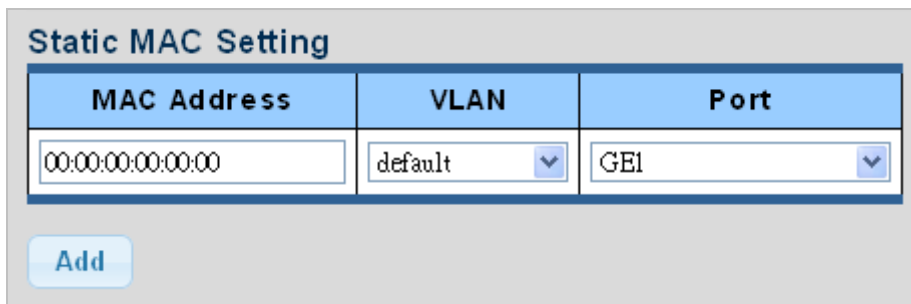 Static MAC Setting
MAC Address VLAN Port
00:00:00:00:00:00 default GE1
Add